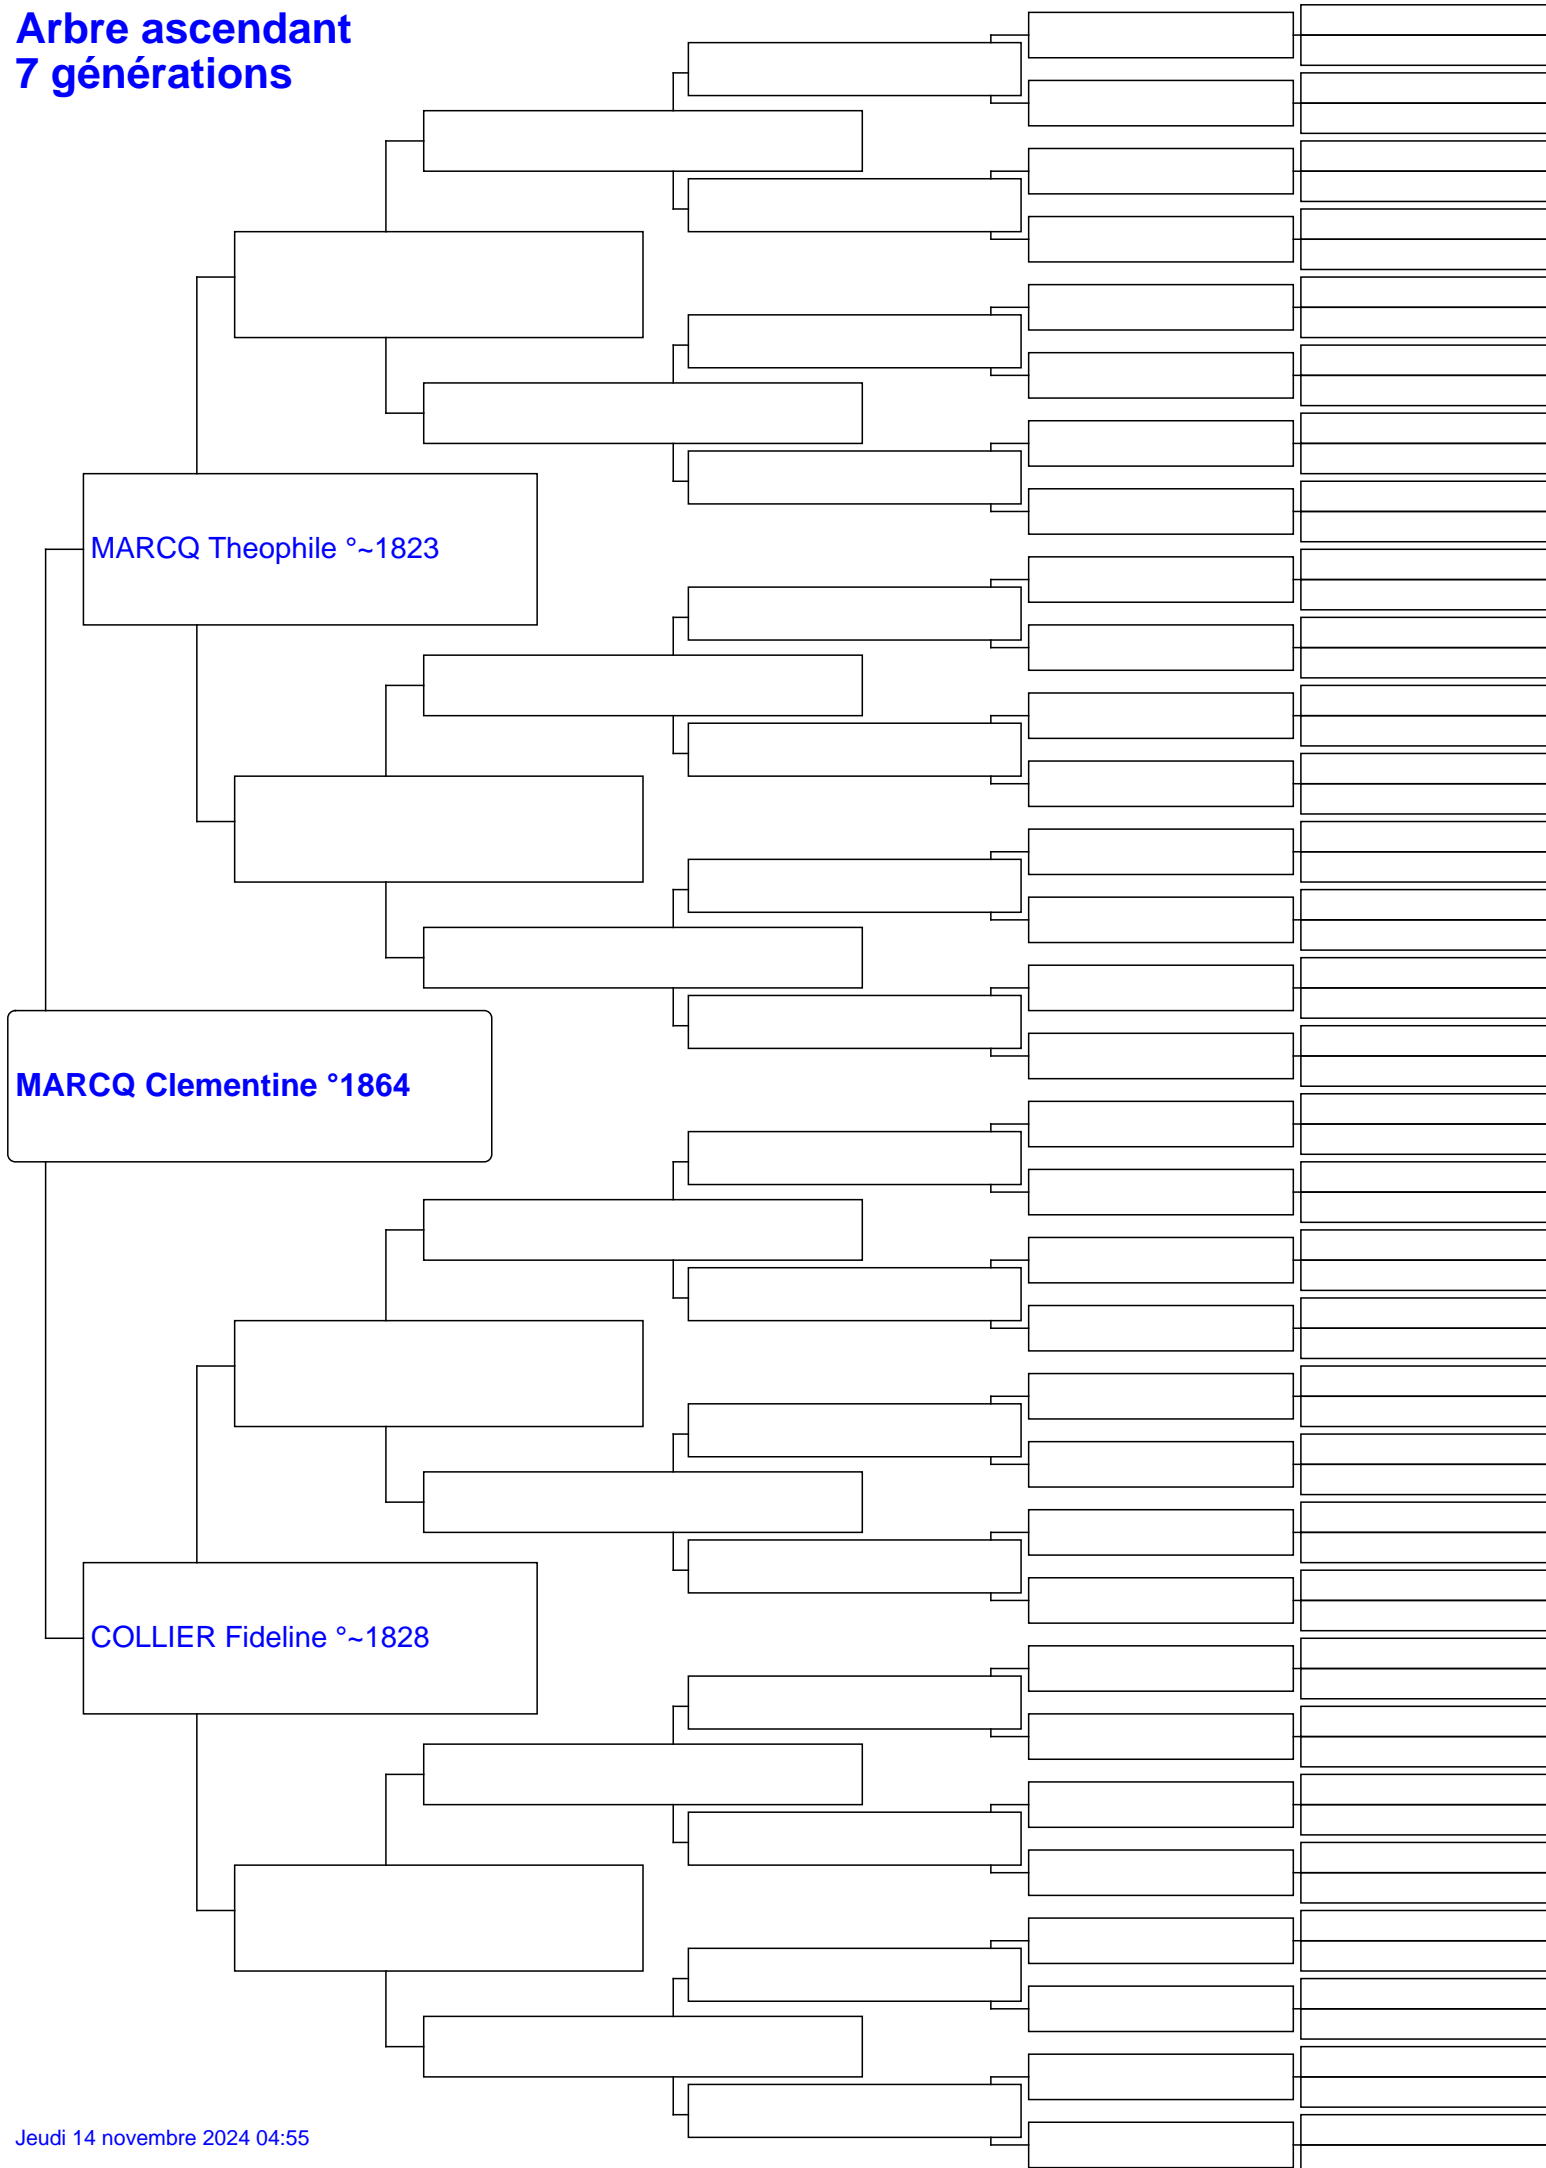 Arbre ascendant
7 générations
MARCQ Theophile °~1823
MARCQ Clementine °1864
COLLIER Fideline °~1828
Jeudi 14 novembre 2024 04:55